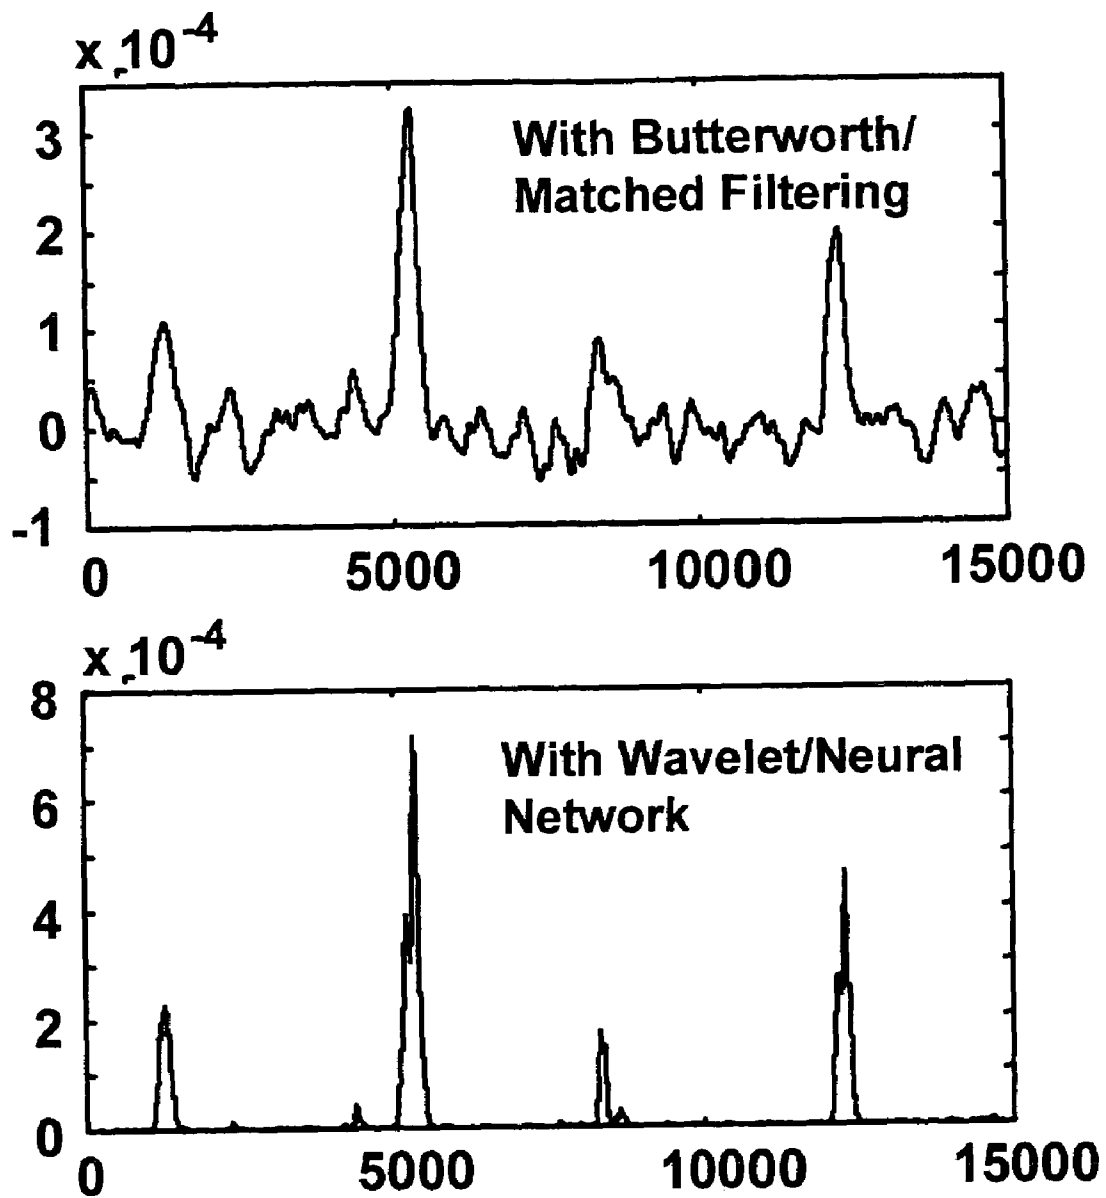 x 10-4
With Butterworth/
Matched Filtering
3
2
1
0
-1
0 5000 10000 15000
x 10-4
8
With Wavelet/Neural
Network
6
4
2
0
0 5000 10000 15000